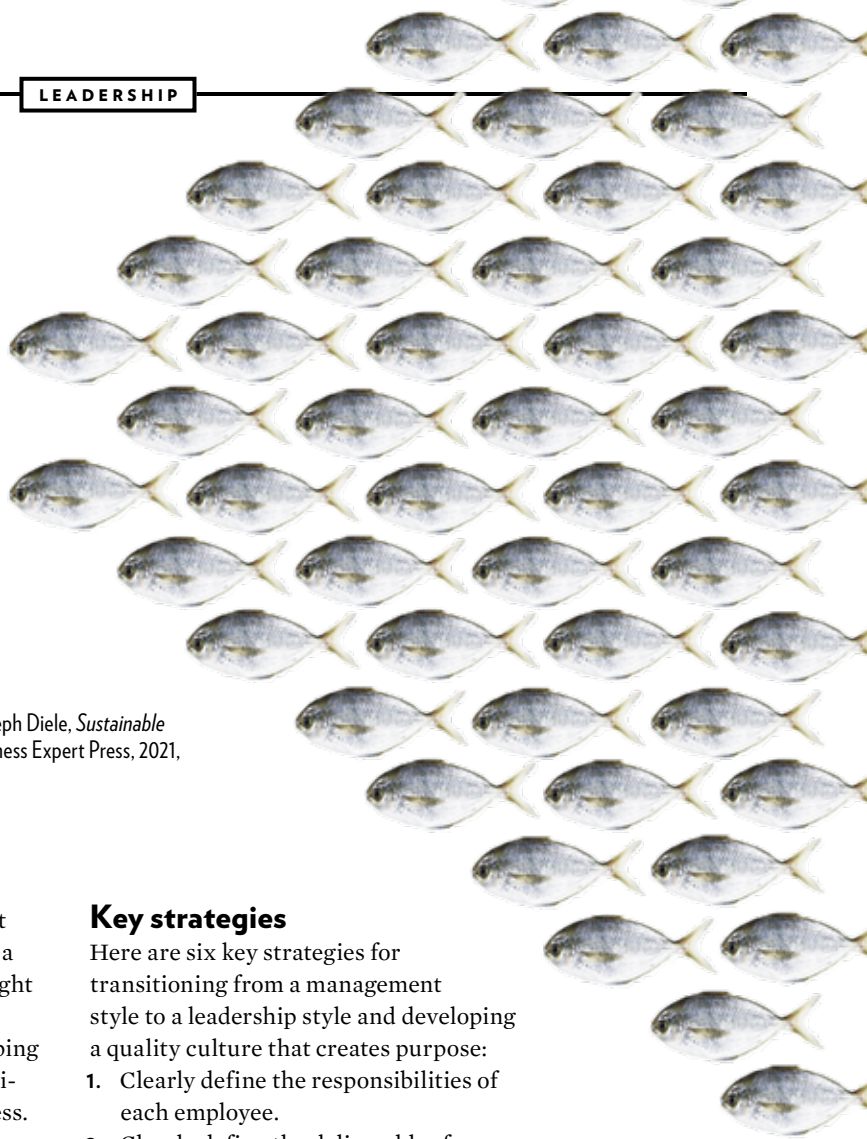 LEADERSHIP
eph Diele, Sustainable
ness Expert Press, 2021,
t
a
ght
ping
i-
ess.
Key strategies
Here are six key strategies for
transitioning from a management
style to a leadership style and developing
a quality culture that creates purpose:
1. Clearly define the responsibilities of
each employee.